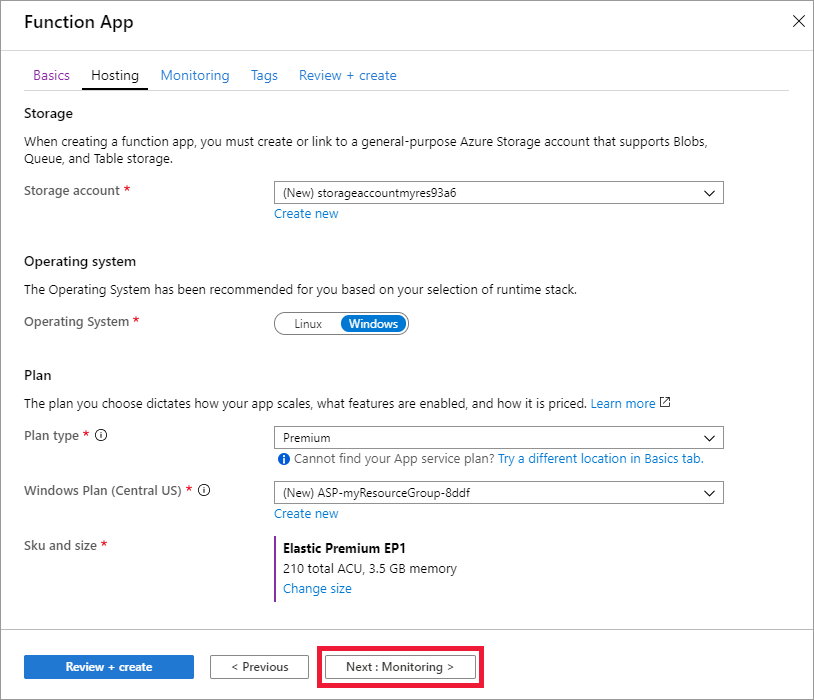 Function App
Basics Hosting Monitoring Tags Review + create
Storage
When creating a function app, you must create or link to a general-purpose Azure Storage account that supports Blobs,
Queue, and Table storage.
Storage account * (New) storageaccountmyres93a6
Create new
Operating system
The Operating System has been recommended for you based on your selection of runtime stack.
Operating System * Linux Windows
Plan
The plan you choose dictates how your app scales, what features are enabled, and how it is priced. Learn more
Plan type * Premium
Cannot find your App service plan? Try a different location in Basics tab.
Windows Plan (Central US) * (New) ASP-myResourceGroup-8ddf
Create new
Sku and size * Elastic Premium EP1
210 total ACU, 3.5 GB memory
Change size
Review + create < Previous Next : Monitoring >